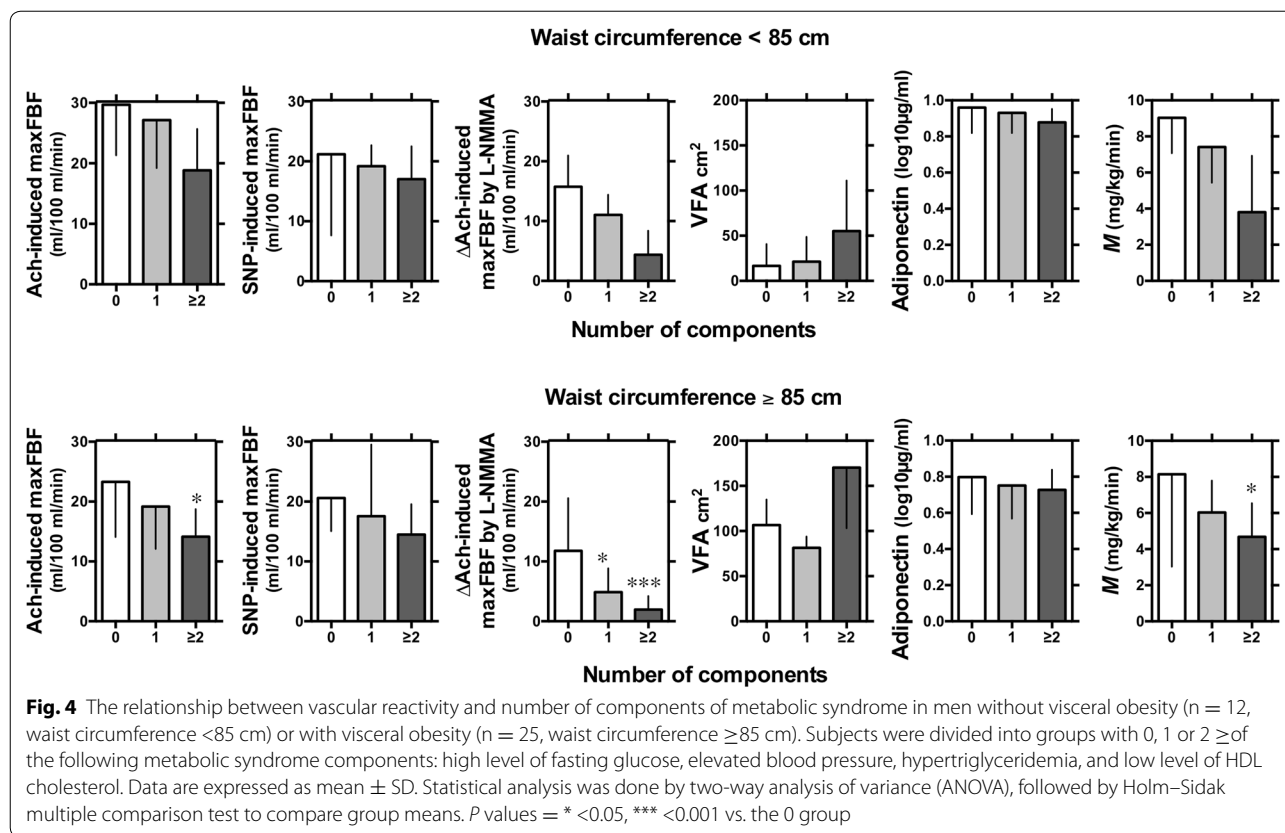 Waist circumference < 85 cm
Ach-induced maxFBF
(ml/100 ml/min)
30
20
10
0
0 1 ≥2
SNP-induced maxFBF
(ml/100 ml/min)
30
20
10
0
0 1 ≥2
ΔAch-induced
maxFBF by L-NMMA
(ml/100 ml/min)
30
20
10
0
0 1 ≥2
VFA cm²
200
150
100
50
0
0 1 ≥2
Adiponectin (log10µg/ml)
1.0
0.8
0.6
0.4
0.2
0.0
0 1 ≥2
M (mg/kg/min)
10
8
6
4
2
0
0 1 ≥2
Number of components
Waist circumference ≥ 85 cm
Ach-induced maxFBF
(ml/100 ml/min)
30
20
10
0
*
0 1 ≥2
SNP-induced maxFBF
(ml/100 ml/min)
30
20
10
0
0 1 ≥2
ΔAch-induced
maxFBF by L-NMMA
(ml/100 ml/min)
30
20
10
0
* ***
0 1 ≥2
VFA cm²
200
150
100
50
0
0 1 ≥2
Adiponectin (log10µg/ml)
1.0
0.8
0.6
0.4
0.2
0.0
0 1 ≥2
M (mg/kg/min)
10
8
6
4
2
0
*
0 1 ≥2
Number of components
Fig. 4 The relationship between vascular reactivity and number of components of metabolic syndrome in men without visceral obesity (n = 12,
waist circumference <85 cm) or with visceral obesity (n = 25, waist circumference ≥85 cm). Subjects were divided into groups with 0, 1 or 2 ≥of
the following metabolic syndrome components: high level of fasting glucose, elevated blood pressure, hypertriglyceridemia, and low level of HDL
cholesterol. Data are expressed as mean ± SD. Statistical analysis was done by two-way analysis of variance (ANOVA), followed by Holm–Sidak
multiple comparison test to compare group means. P values = * <0.05, *** <0.001 vs. the 0 group